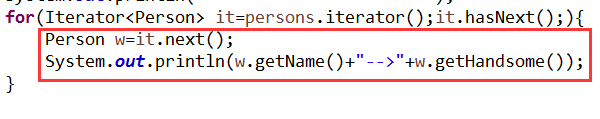 for(Iterator<Person> it=persons.iterator();it.hasNext();){
Person w=it.next();
System.out.println(w.getName()+"-->"+w.getHandsome());
}